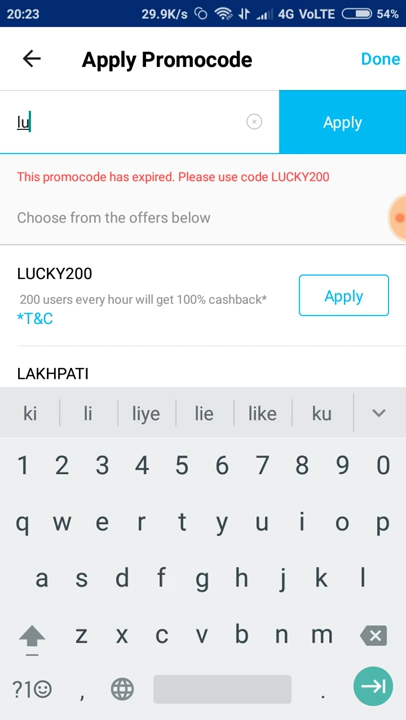 20:23 29.9K/s 4G VoLTE 54%
Apply Promocode Done
lu Apply
This promocode has expired. Please use code LUCKY200
Choose from the offers below
LUCKY200
200 users every hour will get 100% cashback* Apply
*T&C
LAKHPATI
ki li liye lie like ku
1 2 3 4 5 6 7 8 9 0
q w e r t y u i o p
a s d f g h j k l
z x c v b n m
?1☺ , .